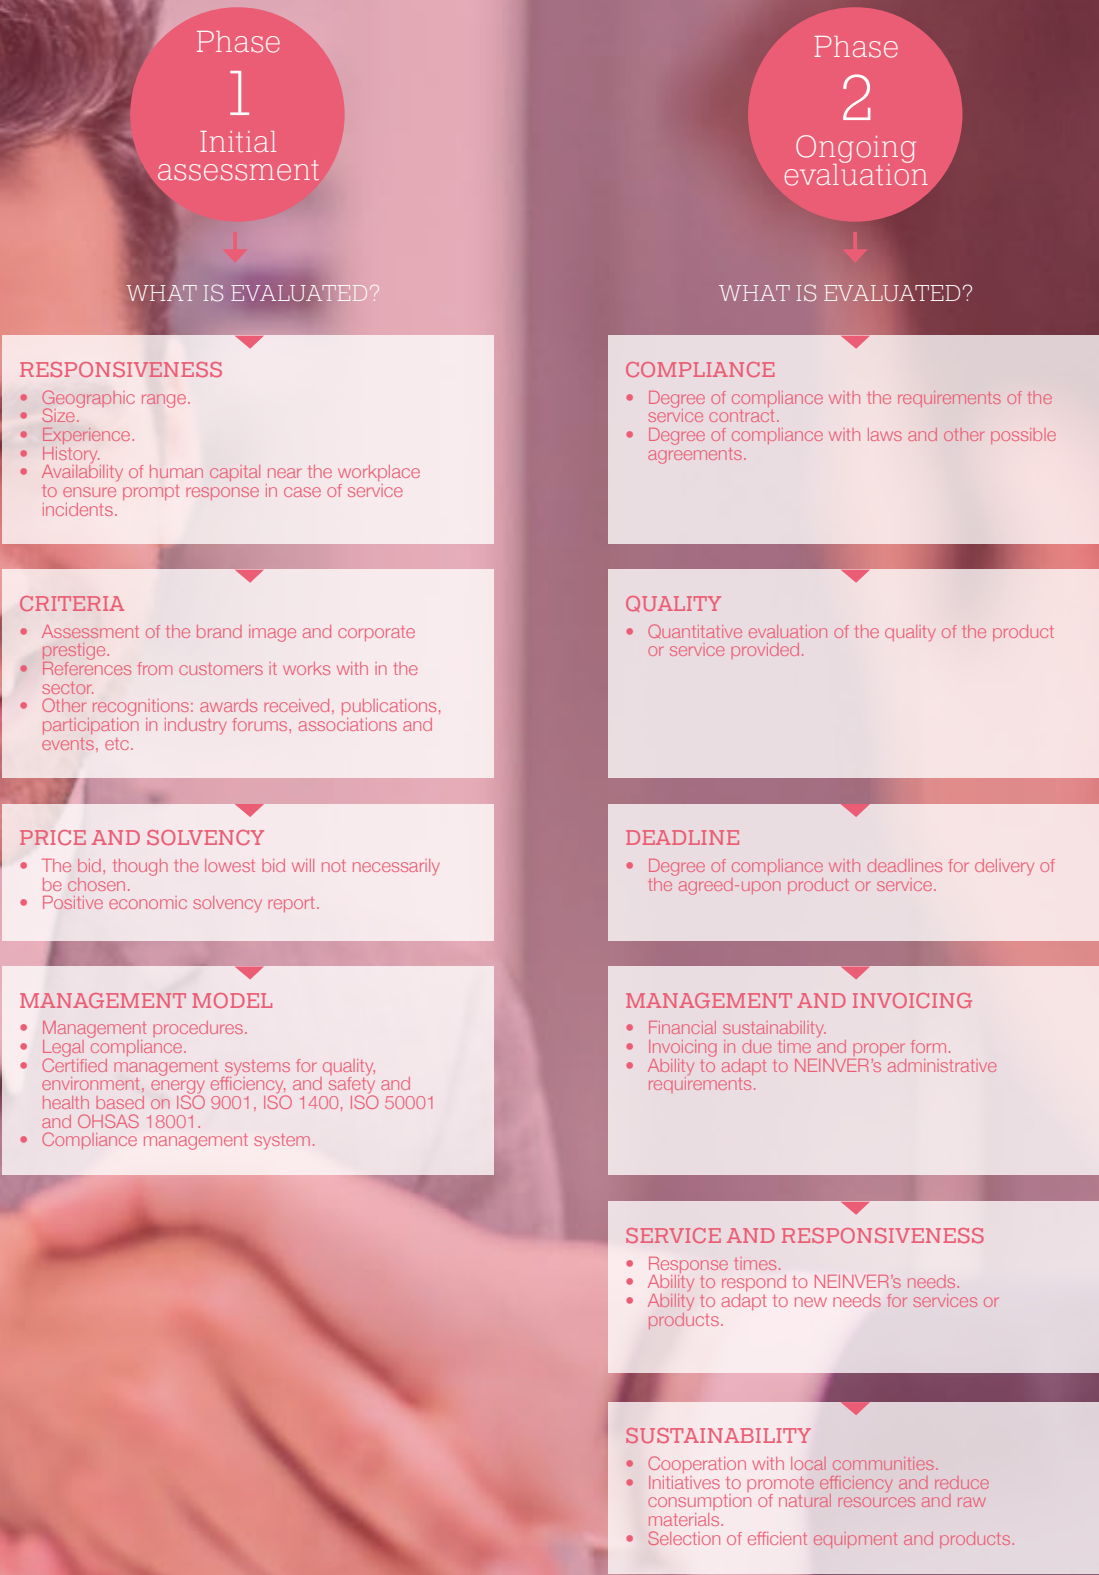 Phase
1
Initial
assessment
WHAT IS EVALUATED?
RESPONSIVENESS
• Geographic range.
• Size.
• Experience.
• History.
• Availability of human capital near the workplace
to ensure prompt response in case of service
incidents.
CRITERIA
• Assessment of the brand image and corporate
prestige.
• References from customers it works with in the
sector.
• Other recognitions: awards received, publications,
participation in industry forums, associations and
events, etc.
PRICE AND SOLVENCY
• The bid, though the lowest bid will not necessarily
be chosen.
• Positive economic solvency report.
MANAGEMENT MODEL
• Management procedures.
• Legal compliance.
• Certified management systems for quality,
environment, energy efficiency, and safety and
health based on ISO 9001, ISO 1400, ISO 50001
and OHSAS 18001.
• Compliance management system.
Phase
2
Ongoing
evaluation
WHAT IS EVALUATED?
COMPLIANCE
• Degree of compliance with the requirements of the
service contract.
• Degree of compliance with laws and other possible
agreements.
QUALITY
• Quantitative evaluation of the quality of the product
or service provided.
DEADLINE
• Degree of compliance with deadlines for delivery of
the agreed-upon product or service.
MANAGEMENT AND INVOICING
• Financial sustainability.
• Invoicing in due time and proper form.
• Ability to adapt to NEINVER's administrative
requirements.
SERVICE AND RESPONSIVENESS
• Response times.
• Ability to respond to NEINVER's needs.
• Ability to adapt to new needs for services or
products.
SUSTAINABILITY
• Cooperation with local communities.
• Initiatives to promote efficiency and reduce
consumption of natural resources and raw
materials.
• Selection of efficient equipment and products.